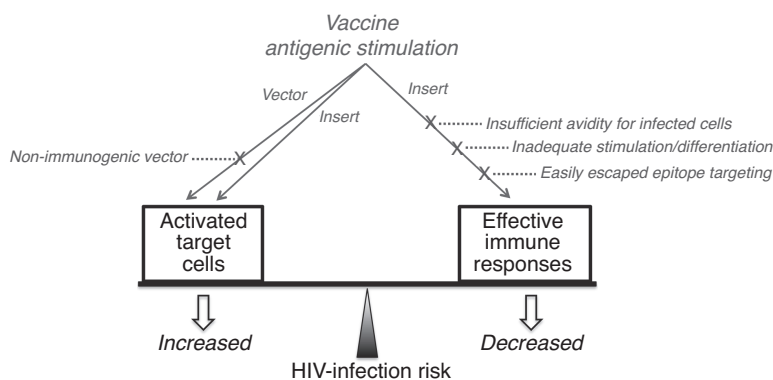 Vaccine
antigenic stimulation
Vector
Insert
Insert
Insufficient avidity for infected cells
Inadequate stimulation/differentiation
Easily escaped epitope targeting
Non-immunogenic vector
Activated
target
cells
Effective
immune
responses
Increased
Decreased
HIV-infection risk